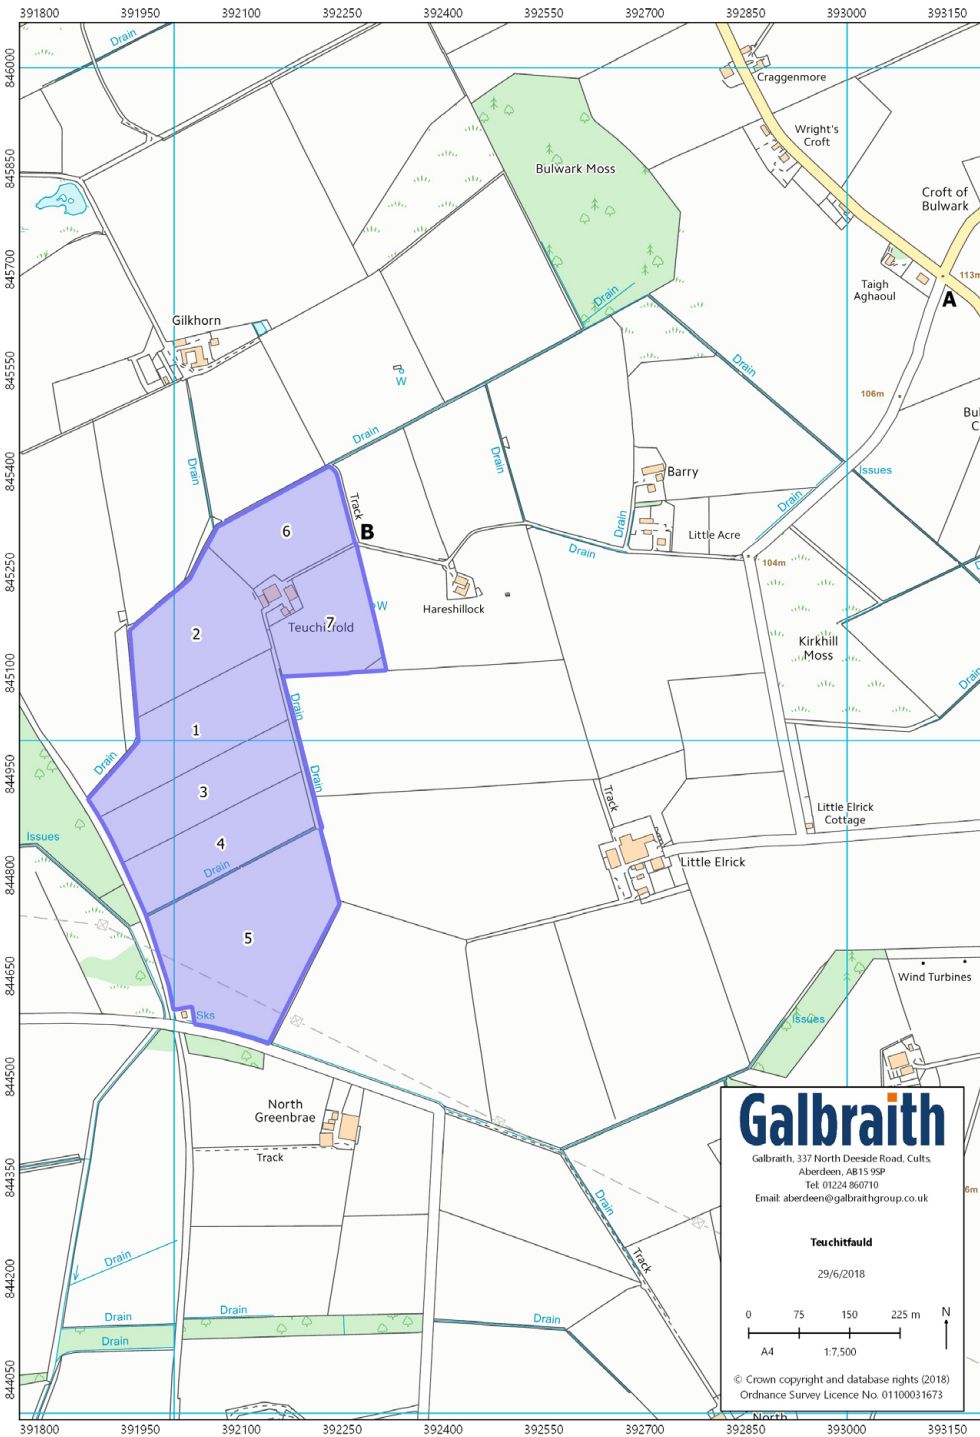 391800 391950 392100 392250 392400 392550 392700 392850 393000 393150
846000
845850
845700
845550
845400
845250
845100
844950
844800
844650
844500
844350
844200
844050
Drain
Craggenmore
Wright's
Croft
Bulwark Moss
Croft of
Bulwark
Taigh
Aghaoul
113m
A
Drain
Gilkhorn
Drain
W
106m
Drain
Drain
Drain
Barry
Issues
Drain
Track
6
B
Drain
Drain
Little Acre
104m
Hareshillock
W
7
Teuchitfold
2
Kirkhill
Moss
Drain
Drain
1
Drain
Drain
3
Track
Little Elrick
Cottage
Issues
4
Drain
Little Elrick
5
Wind Turbines
Sks
Issues
North
Greenbrae
Track
Drain
Track
Drain
Drain
Drain
Drain
Drain
North
Galbraith
Galbraith, 337 North Deeside Road, Cults,
Aberdeen, AB15 9SP
Tel: 01224 860710
Email: aberdeen@galbraithgroup.co.uk
Teuchitfauld
29/6/2018
0 75 150 225 m
N
A4 1:7,500
© Crown copyright and database rights (2018)
Ordnance Survey Licence No. 01100031673
391800 391950 392100 392250 392400 392550 392700 392850 393000 393150